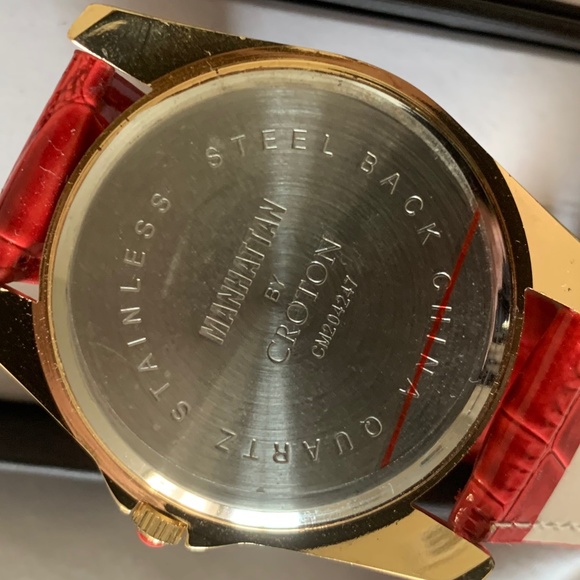 MANHATTAN
BY
CROTON
CM204247
STAINLESS STEEL BACK CHINA QUARTZ